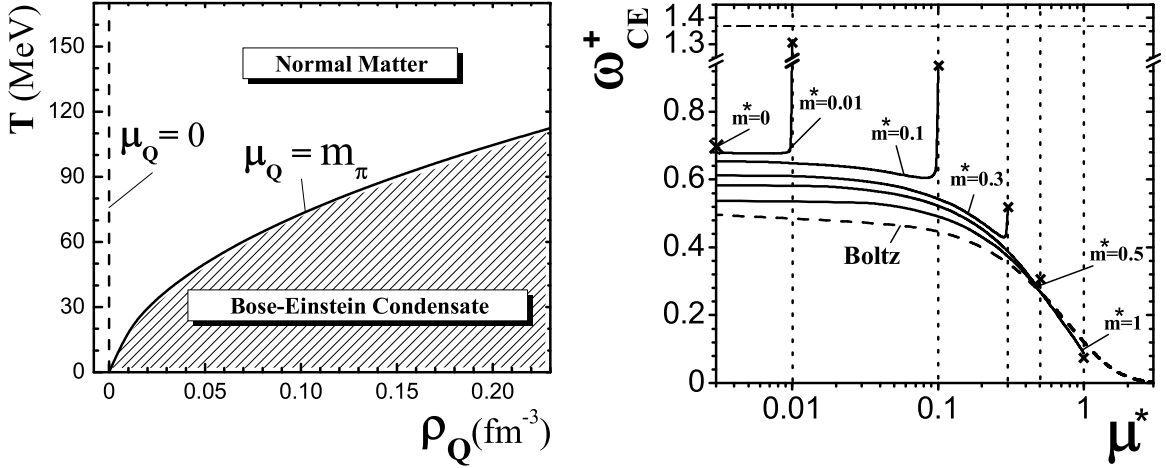 T (MeV)
150
120
90
60
30
0
Normal Matter
μQ = 0
μQ = mπ
Bose-Einstein Condensate
0
0.05
0.10
0.15
0.20
ρQ(fm⁻³)
ω⁺CE
1.4
1.3
0.8
0.6
0.4
0.2
0
m*=0
m*=0.01
m*=0.1
m*=0.3
Boltz
m*=0.5
m*=1
0.01
0.1
1
μ*